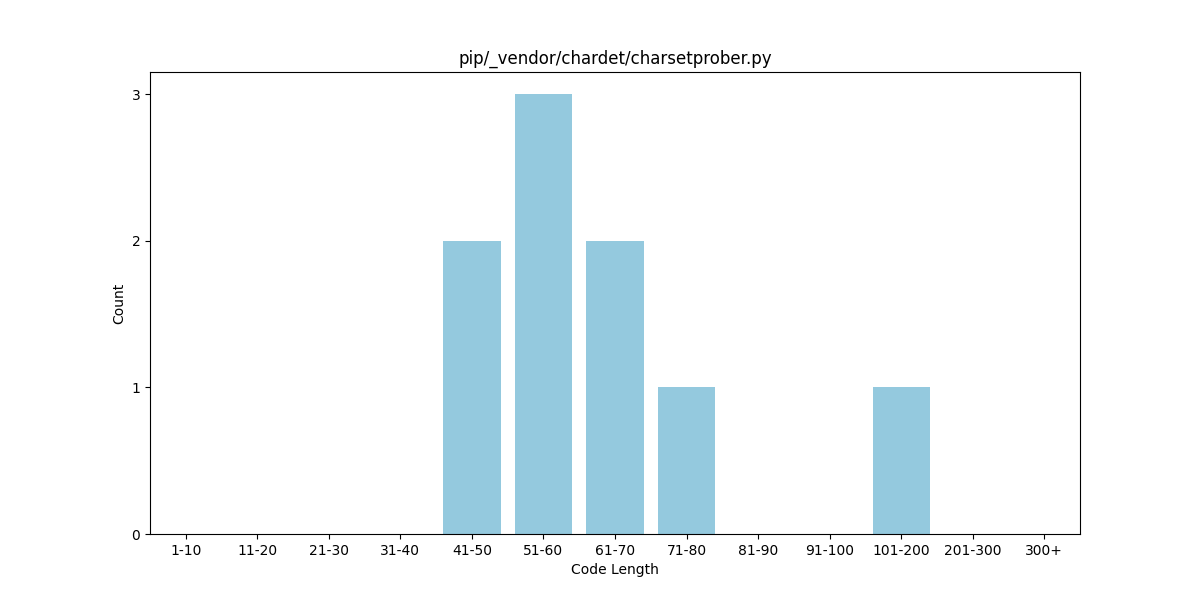 pip/_vendor/chardet/charsetprober.py
3
2
1
0
Count
1-10 11-20 21-30 31-40 41-50 51-60 61-70 71-80 81-90 91-100 101-200 201-300 300+
Code Length